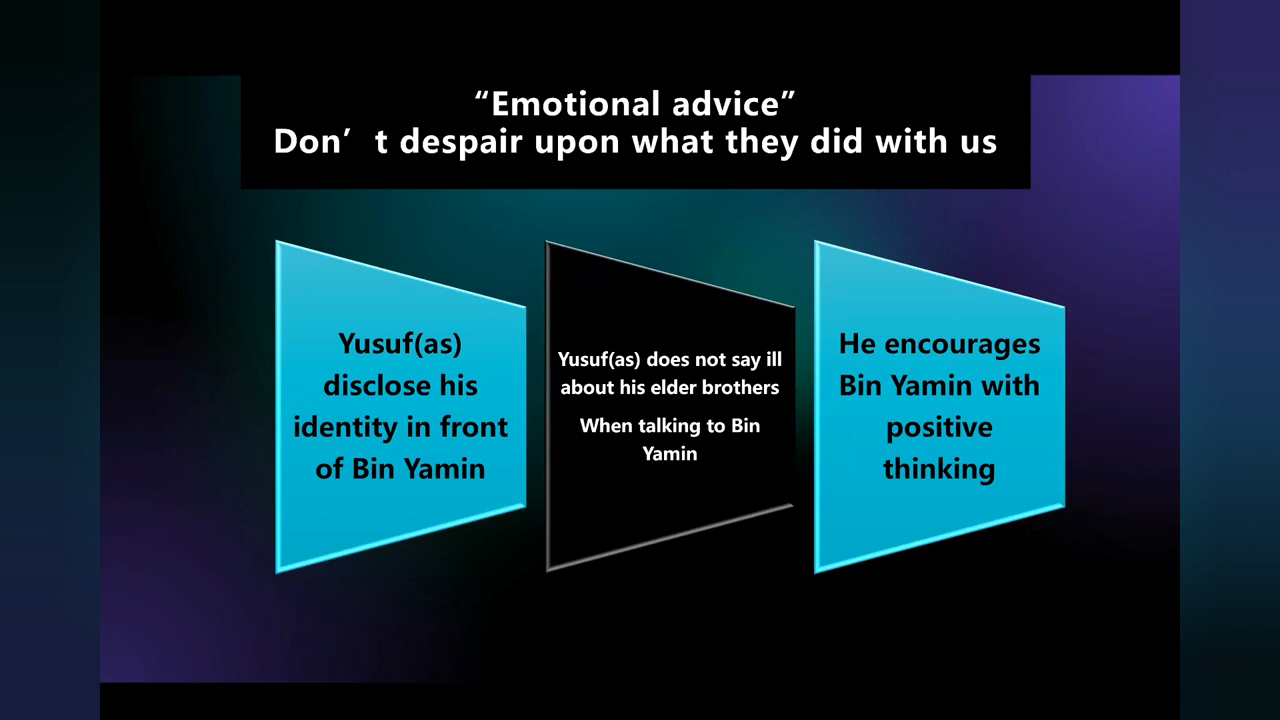 “Emotional advice”
Don’ t despair upon what they did with us
Yusuf(as)
disclose his
identity in front
of Bin Yamin
Yusuf(as) does not say ill
about his elder brothers
When talking to Bin
Yamin
He encourages
Bin Yamin with
positive
thinking